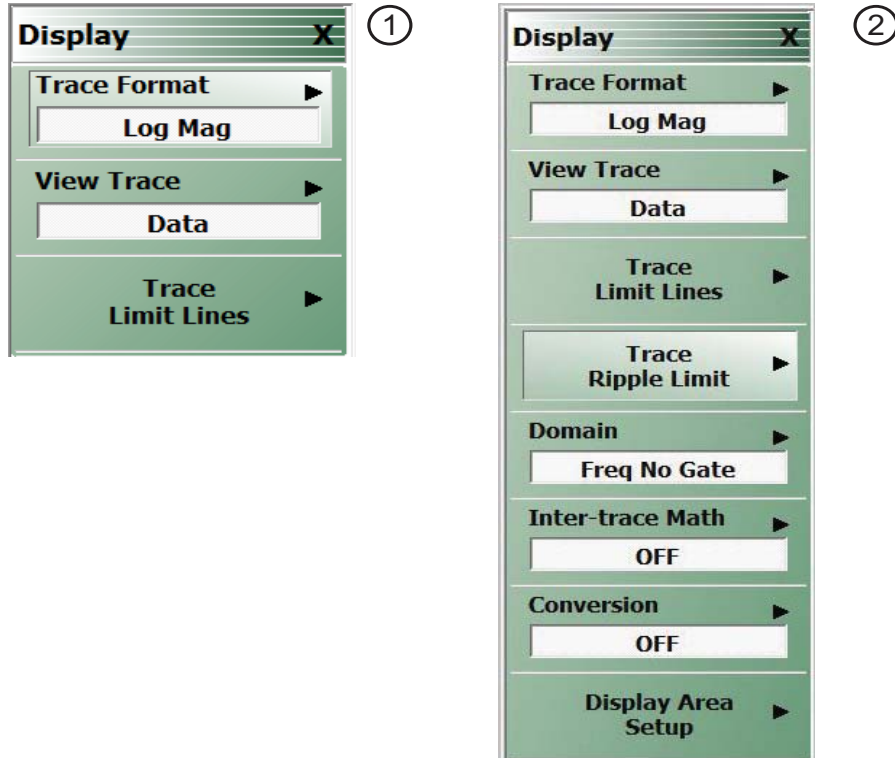 Display X
Trace Format
Log Mag
View Trace
Data
Trace
Limit Lines
1
Display X
Trace Format
Log Mag
View Trace
Data
Trace
Limit Lines
Trace
Ripple Limit
Domain
Freq No Gate
Inter-trace Math
OFF
Conversion
OFF
Display Area
Setup
2